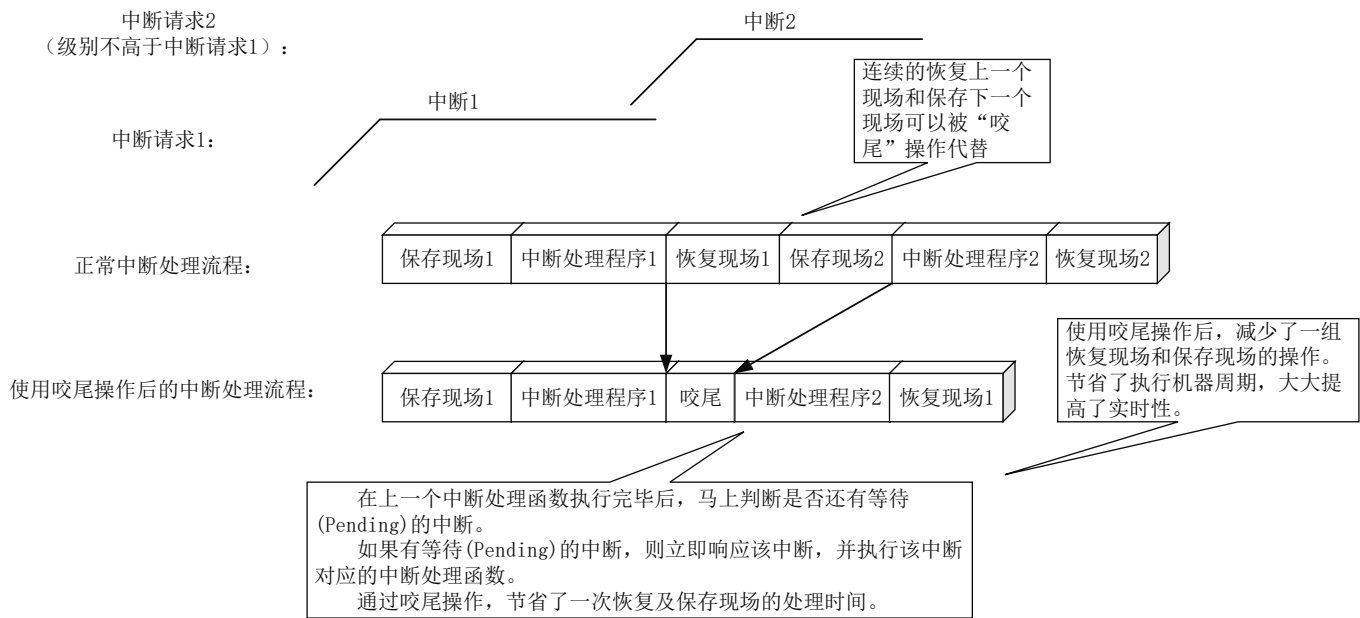 中断请求2
(级别不高于中断请求1):
中断2
连续的恢复上一个
现场和保存下一个
现场可以被“咬
尾”操作代替
中断1
中断请求1:
正常中断处理流程:
保存现场1
中断处理程序1
恢复现场1
保存现场2
中断处理程序2
恢复现场2
使用咬尾操作后,减少了一组
恢复现场和保存现场的操作。
节省了执行机器周期,大大提
高了实时性。
使用咬尾操作后的中断处理流程:
保存现场1
中断处理程序1
咬尾
中断处理程序2
恢复现场1
在上一个中断处理函数执行完毕后,马上判断是否还有等待
(Pending)的中断。
如果有等待(Pending)的中断,则立即响应该中断,并执行该中断
对应的中断处理函数。
通过咬尾操作,节省了一次恢复及保存现场的处理时间。